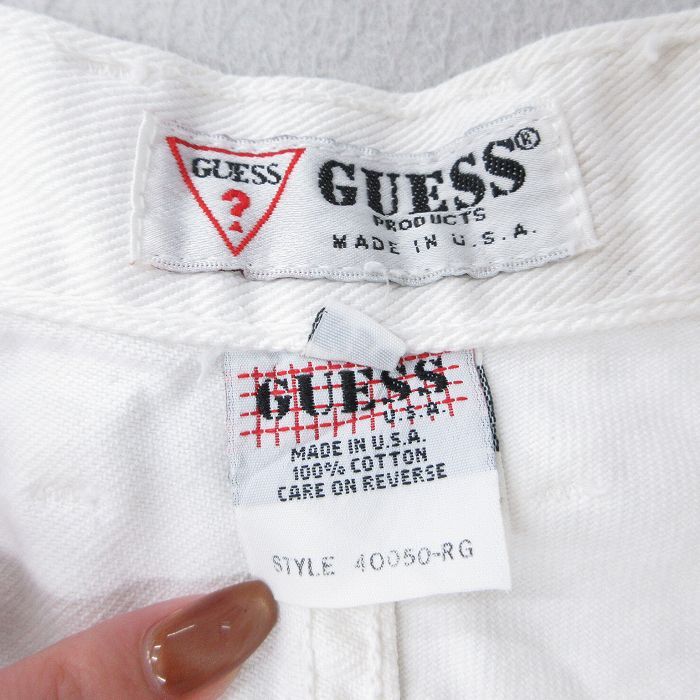 GUESS
?
GUESS®
PRODUCTS
MADE IN U.S.A.
GUESS
U.S.A.
MADE IN U.S.A.
100% COTTON
CARE ON REVERSE
STYLE 40050-RG